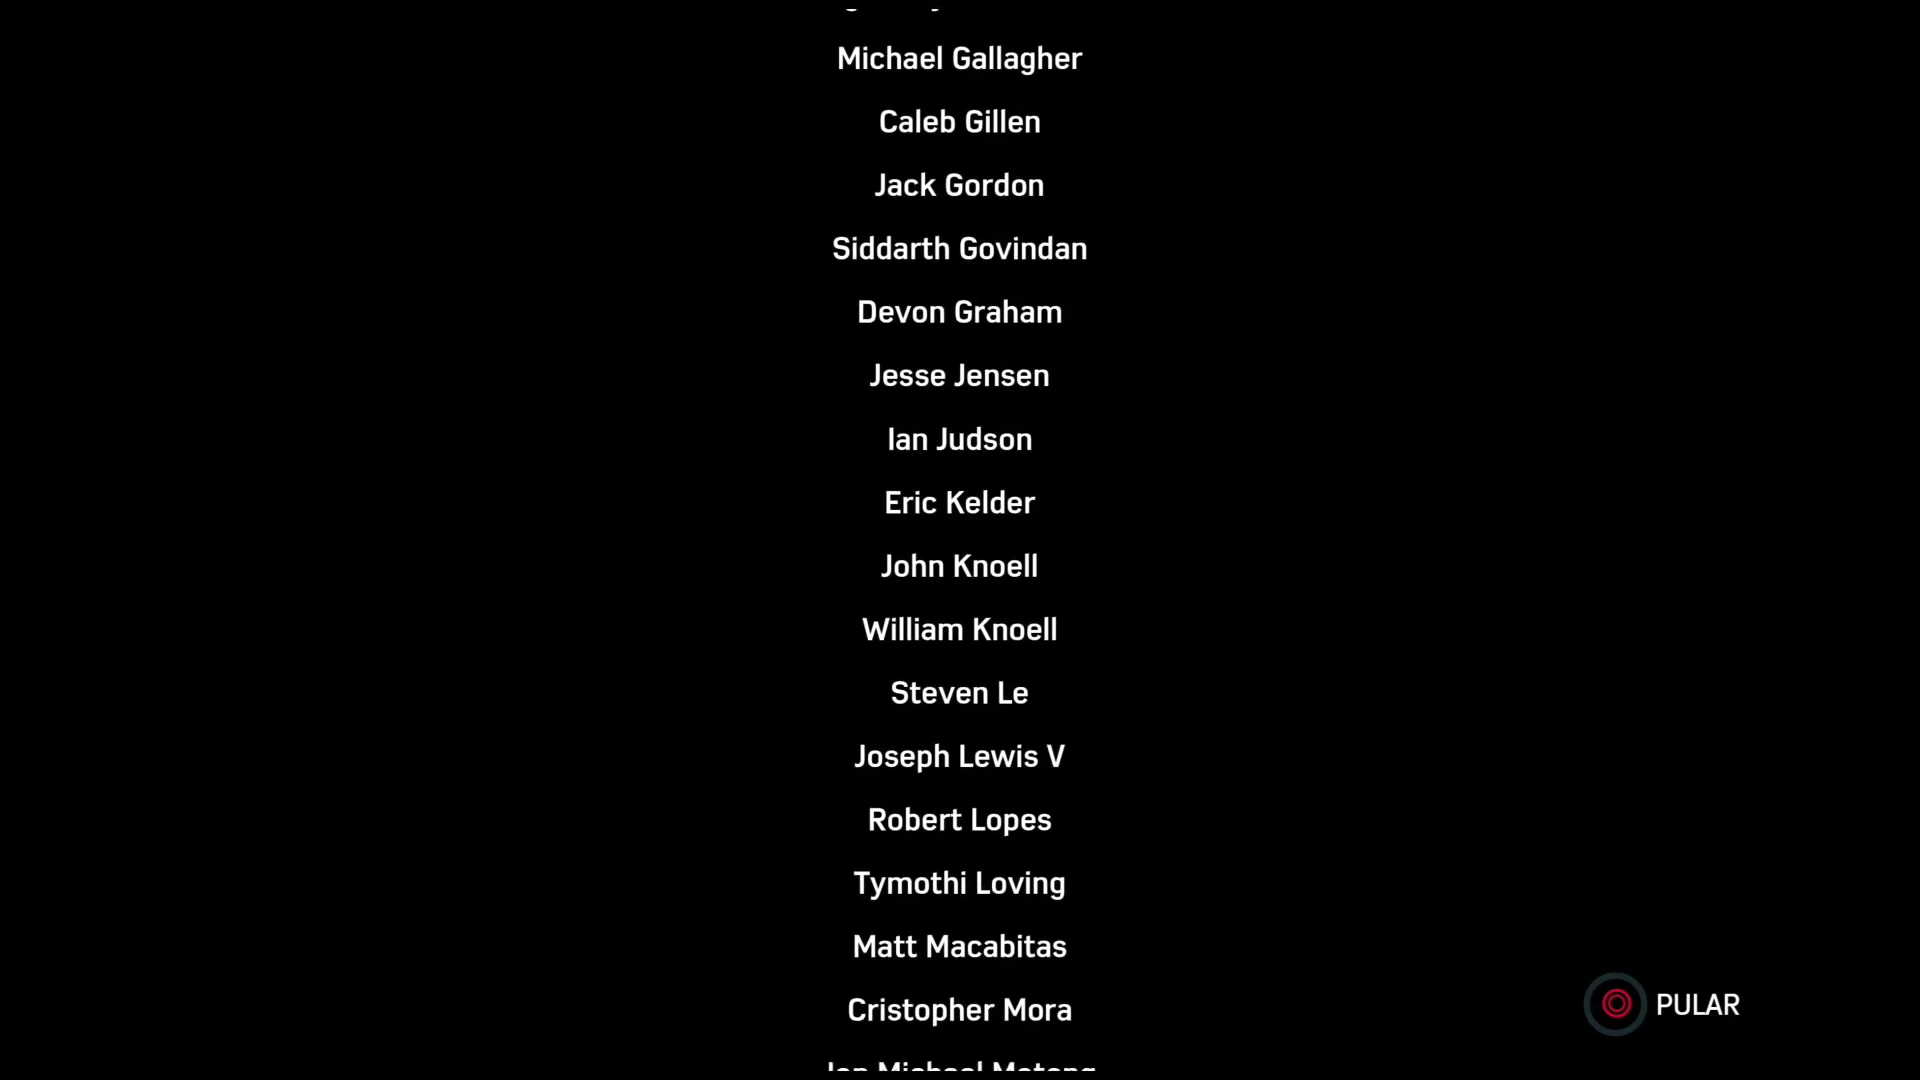 Michael Gallagher
Caleb Gillen
Jack Gordon
Siddarth Govindan
Devon Graham
Jesse Jensen
Ian Judson
Eric Kelder
John Knoell
William Knoell
Steven Le
Joseph Lewis V
Robert Lopes
Tymothi Loving
Matt Macabitas
Cristopher Mora
PULAR